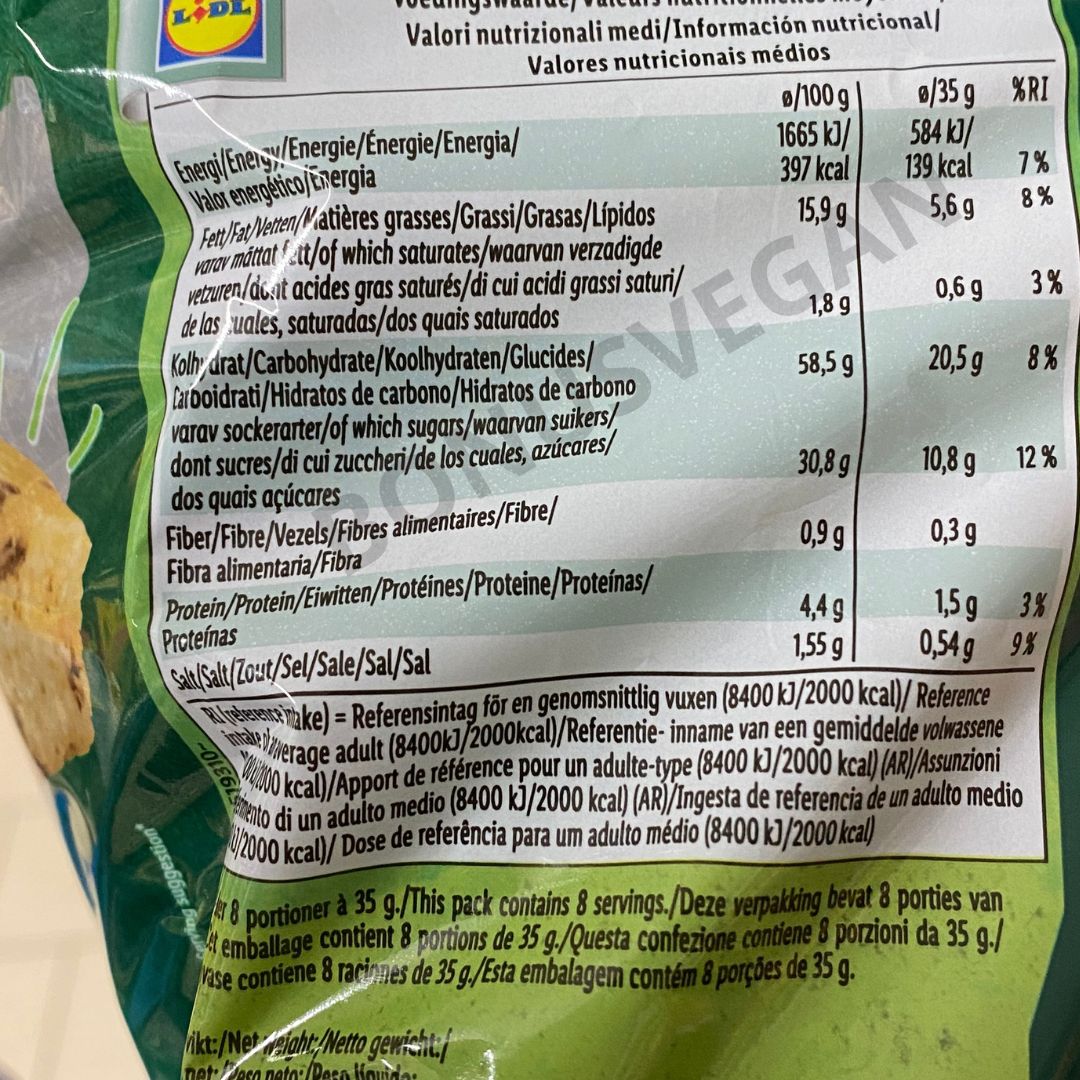 LIDL
Valori nutrizionali medi/Información nutricional/
Valores nutricionais médios
ø/100 g ø/35 g %RI
Energi/Energy/Energie/Énergie/Energia/ 1665 kJ/ 584 kJ/
Valor energético/Energia 397 kcal 139 kcal 7 %
Fett/Fat/Vetten/Matières grasses/Grassi/Grasas/Lípidos 15,9 g 5,6 g 8 %
varav mättat fett/of which saturates/waarvan verzadigde
vetzuren/dont acides gras saturés/di cui acidi grassi saturi/
de las cuales, saturadas/dos quais saturados 1,8 g 0,6 g 3 %
Kolhydrat/Carbohydrate/Koolhydraten/Glucides/ 58,5 g 20,5 g 8 %
Carboidrati/Hidratos de carbono/Hidratos de carbono
varav sockerarter/of which sugars/waarvan suikers/
dont sucres/di cui zuccheri/de los cuales, azúcares/ 30,8 g 10,8 g 12 %
dos quais açúcares
Fiber/Fibre/Vezels/Fibres alimentaires/Fibre/ 0,9 g 0,3 g
Fibra alimentaria/Fibra
Protein/Protein/Eiwitten/Protéines/Proteine/Proteínas/ 4,4 g 1,5 g 3 %
Proteínas
Salt/Salt/Zout/Sel/Sale/Sal/Sal 1,55 g 0,54 g 9 %
RI (reference intake) = Referensintag för en genomsnittlig vuxen (8400 kJ/2000 kcal)/ Reference
intake of average adult (8400kJ/2000kcal)/Referentie- inname van een gemiddelde volwassene
kcal)/Apport de référence pour un adulte-type (8400 kJ/2000 kcal) (AR)/Assunzioni
di un adulto medio (8400 kJ/2000 kcal) (AR)/Ingesta de referencia de un adulto medio
/2000 kcal)/ Dose de referência para um adulto médio (8400 kJ/2000 kcal)
8 portioner à 35 g./This pack contains 8 servings./Deze verpakking bevat 8 porties van
emballage contient 8 portions de 35 g./Questa confezione contiene 8 porzioni da 35 g./
contiene 8 raciones de 35 g./Esta embalagem contém 8 porções de 35 g.
/Net weight:/Netto gewicht:/
/Peso neto:/Peso líquido:
suggestion
BONUSVEGAN